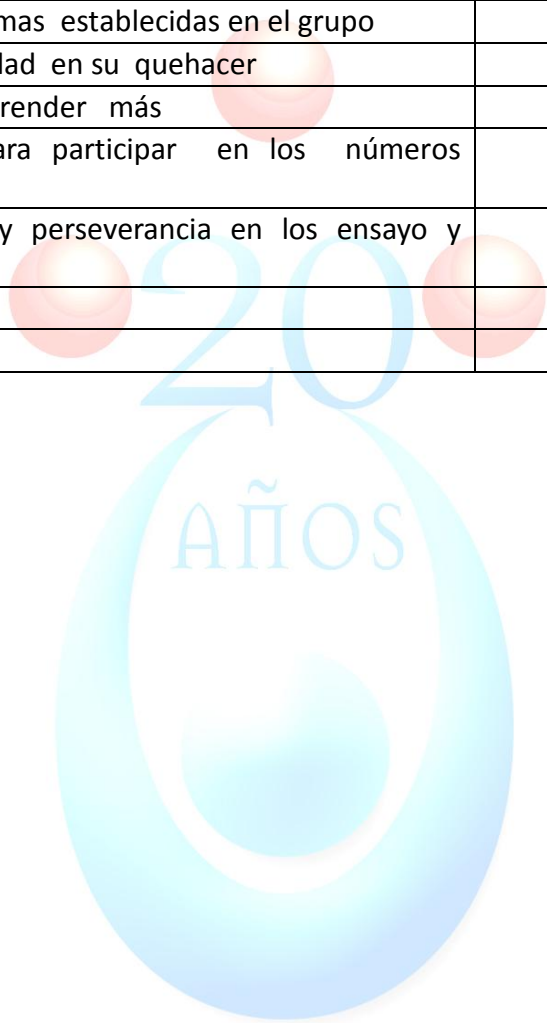 mas establecidas en el grupo
dad en su quehacer
render más
ara participar en los números
y perseverancia en los ensayo y
20
AÑOS